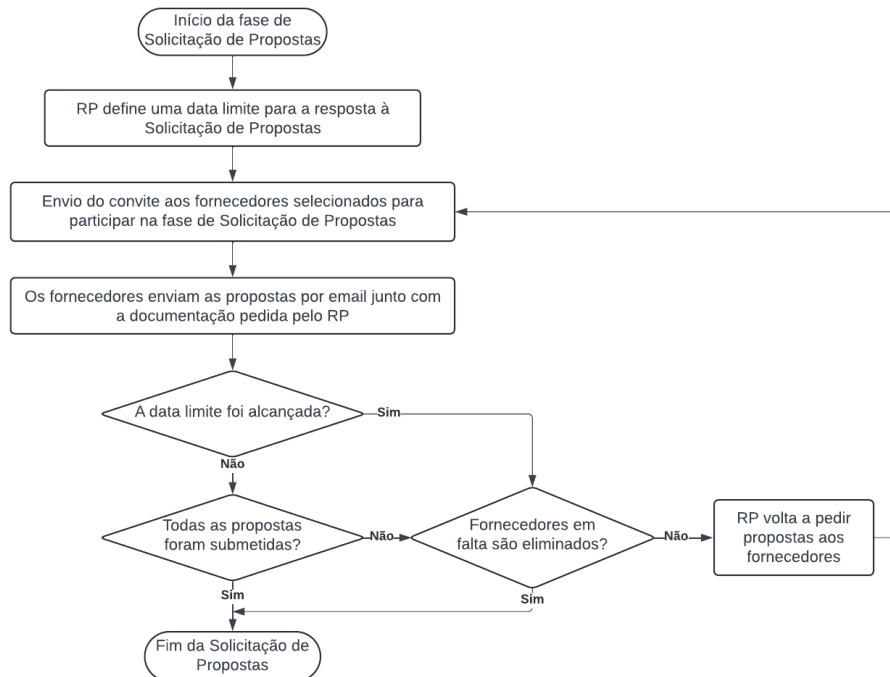 Início da fase de
Solicitação de Propostas
RP define uma data limite para a resposta à
Solicitação de Propostas
Envio do convite aos fornecedores selecionados para
participar na fase de Solicitação de Propostas
Os fornecedores enviam as propostas por email junto com
a documentação pedida pelo RP
A data limite foi alcançada?
Sim
Não
Todas as propostas
foram submetidas?
Não
Fornecedores em
falta são eliminados?
Não
RP volta a pedir
propostas aos
fornecedores
Sim
Sim
Fim da Solicitação de
Propostas